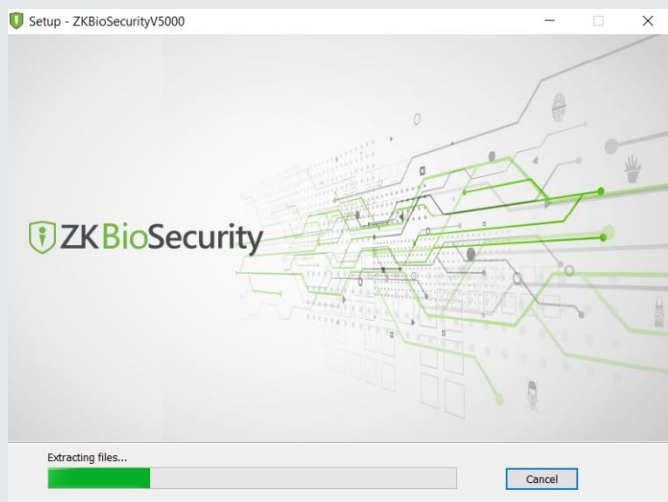 Setup - ZKBioSecurityV5000
ZKBioSecurity
Extracting files...
Cancel